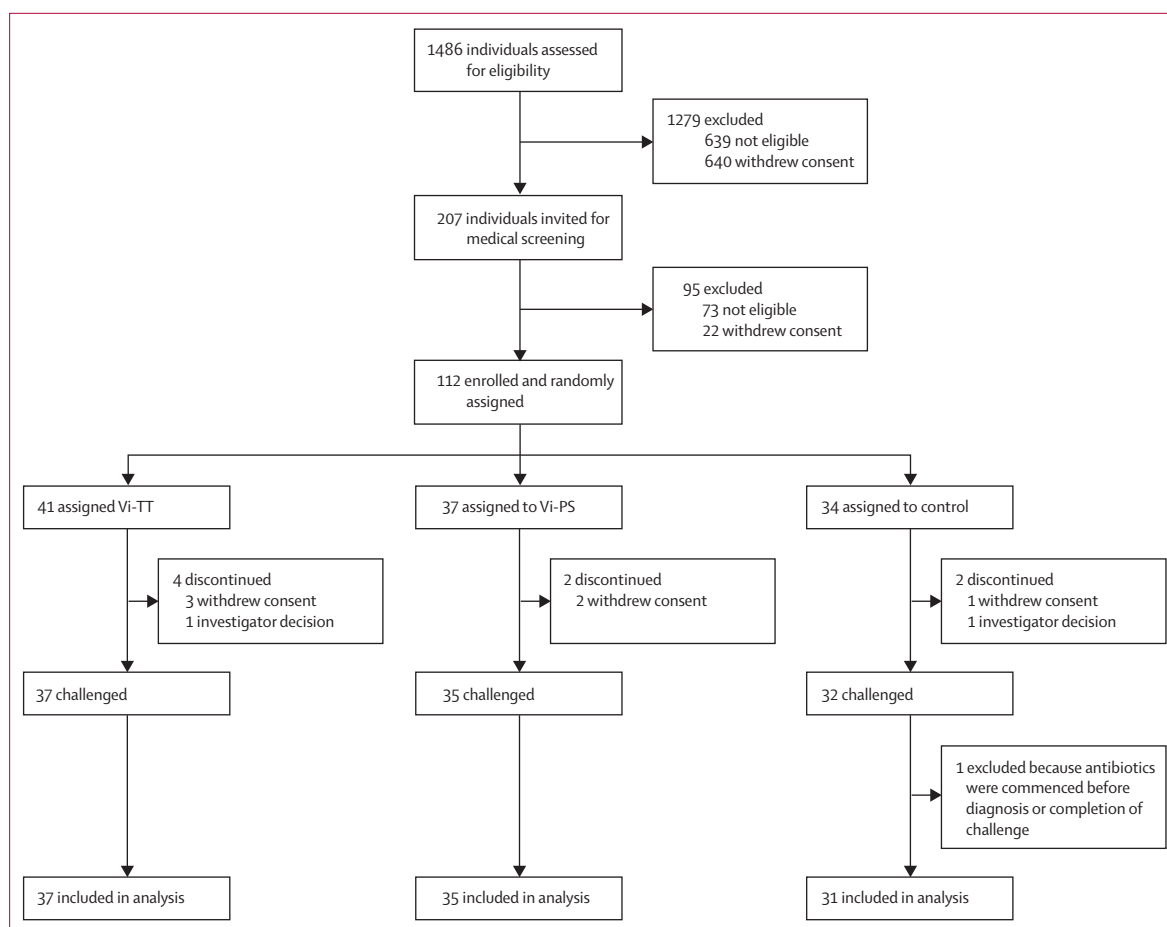 1486 individuals assessed
for eligibility
1279 excluded
639 not eligible
640 withdrew consent
207 individuals invited for
medical screening
95 excluded
73 not eligible
22 withdrew consent
112 enrolled and randomly
assigned
41 assigned Vi-TT
37 assigned to Vi-PS
34 assigned to control
4 discontinued
3 withdrew consent
1 investigator decision
2 discontinued
2 withdrew consent
2 discontinued
1 withdrew consent
1 investigator decision
37 challenged
35 challenged
32 challenged
1 excluded because antibiotics
were commenced before
diagnosis or completion of
challenge
37 included in analysis
35 included in analysis
31 included in analysis